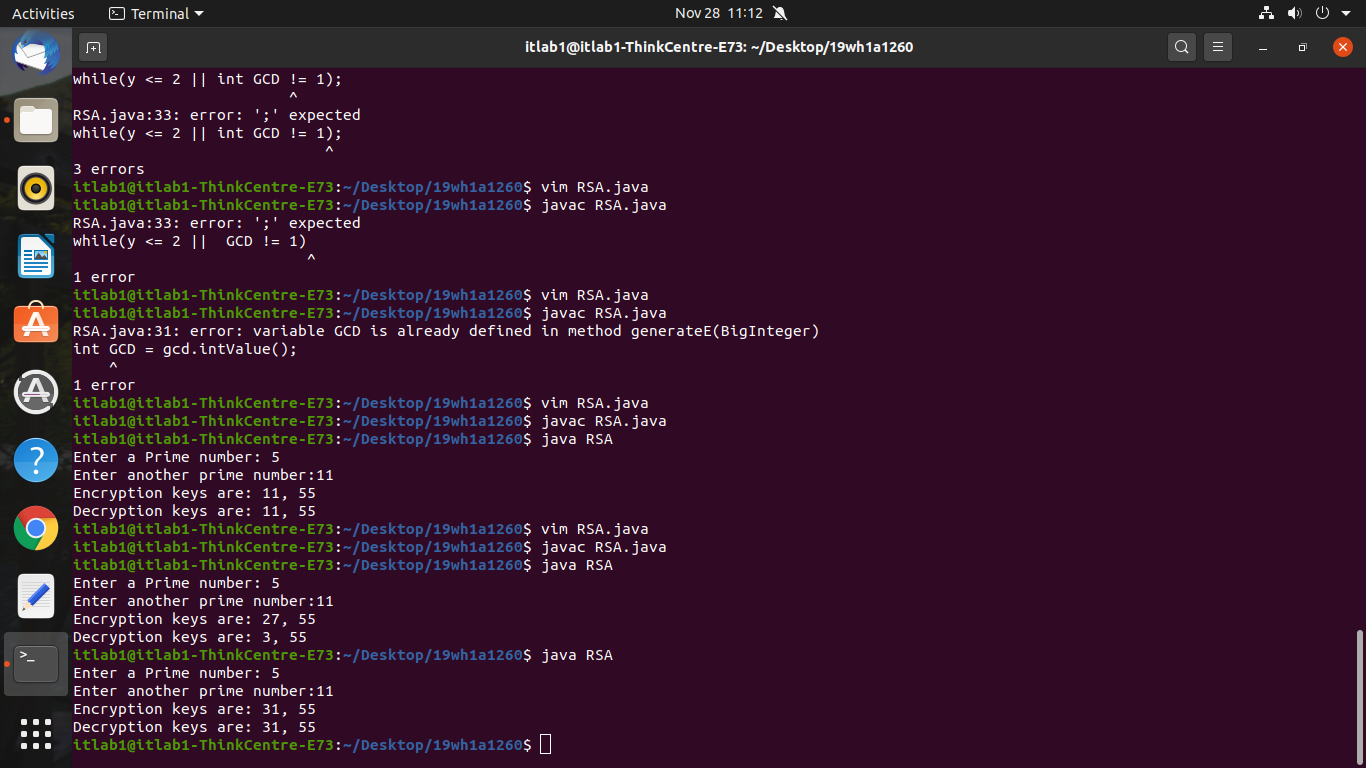 Activities
Terminal
Nov 28 11:12
itlab1@itlab1-ThinkCentre-E73: ~/Desktop/19wh1a1260
while(y <= 2 || int GCD != 1);
^
RSA.java:33: error: ';' expected
while(y <= 2 || int GCD != 1);
^
3 errors
itlab1@itlab1-ThinkCentre-E73:~/Desktop/19wh1a1260$ vim RSA.java
itlab1@itlab1-ThinkCentre-E73:~/Desktop/19wh1a1260$ javac RSA.java
RSA.java:33: error: ';' expected
while(y <= 2 ||  GCD != 1)
^
1 error
itlab1@itlab1-ThinkCentre-E73:~/Desktop/19wh1a1260$ vim RSA.java
itlab1@itlab1-ThinkCentre-E73:~/Desktop/19wh1a1260$ javac RSA.java
RSA.java:31: error: variable GCD is already defined in method generateE(BigInteger)
int GCD = gcd.intValue();
^
1 error
itlab1@itlab1-ThinkCentre-E73:~/Desktop/19wh1a1260$ vim RSA.java
itlab1@itlab1-ThinkCentre-E73:~/Desktop/19wh1a1260$ javac RSA.java
itlab1@itlab1-ThinkCentre-E73:~/Desktop/19wh1a1260$ java RSA
Enter a Prime number: 5
Enter another prime number:11
Encryption keys are: 11, 55
Decryption keys are: 11, 55
itlab1@itlab1-ThinkCentre-E73:~/Desktop/19wh1a1260$ vim RSA.java
itlab1@itlab1-ThinkCentre-E73:~/Desktop/19wh1a1260$ javac RSA.java
itlab1@itlab1-ThinkCentre-E73:~/Desktop/19wh1a1260$ java RSA
Enter a Prime number: 5
Enter another prime number:11
Encryption keys are: 27, 55
Decryption keys are: 3, 55
itlab1@itlab1-ThinkCentre-E73:~/Desktop/19wh1a1260$ java RSA
Enter a Prime number: 5
Enter another prime number:11
Encryption keys are: 31, 55
Decryption keys are: 31, 55
itlab1@itlab1-ThinkCentre-E73:~/Desktop/19wh1a1260$